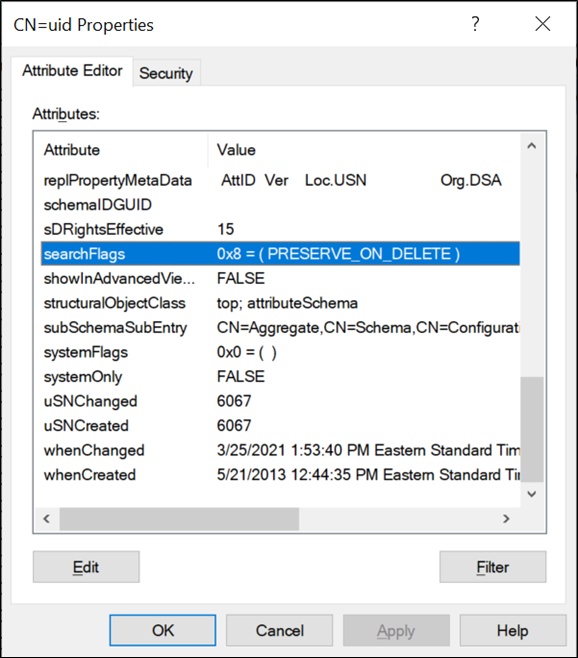 CN=uid Properties
?
Attribute Editor Security
Attributes:
Attribute Value
replPropertyMetaData AttID Ver Loc.USN Org.DSA
schemaIDGUID
sDRightsEffective 15
searchFlags 0x8 = ( PRESERVE_ON_DELETE )
showInAdvancedVie... FALSE
structuralObjectClass top; attributeSchema
subSchemaSubEntry CN=Aggregate,CN=Schema,CN=Configurati
systemFlags 0x0 = ( )
systemOnly FALSE
uSNChanged 6067
uSNCreated 6067
whenChanged 3/25/2021 1:53:40 PM Eastern Standard Tim
whenCreated 5/21/2013 12:44:35 PM Eastern Standard Tir
Edit Filter
OK Cancel Apply Help